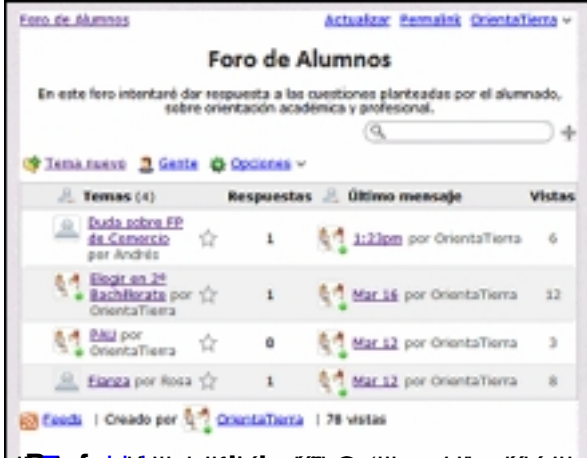 Foro de Alumnos Actualizar Permalink OrientaTierra
Foro de Alumnos
En este foro intentaré dar respuesta a las cuestiones planteadas por el alumnado,
sobre orientación académica y profesional.
Tema nuevo Gente Opciones
Temas (4) Respuestas Último mensaje Vistas
Duda sobre FP
de Comercio
por Andrés
1 1:23pm por OrientaTierra 6
Elegir en 2º
Bachillerato por
OrientaTierra
1 Mar 16 por OrientaTierra 12
PAU por
OrientaTierra
0 Mar 12 por OrientaTierra 3
Fianza por Rosa 1 Mar 12 por OrientaTierra 8
Feeds | Creado por OrientaTierra | 78 vistas